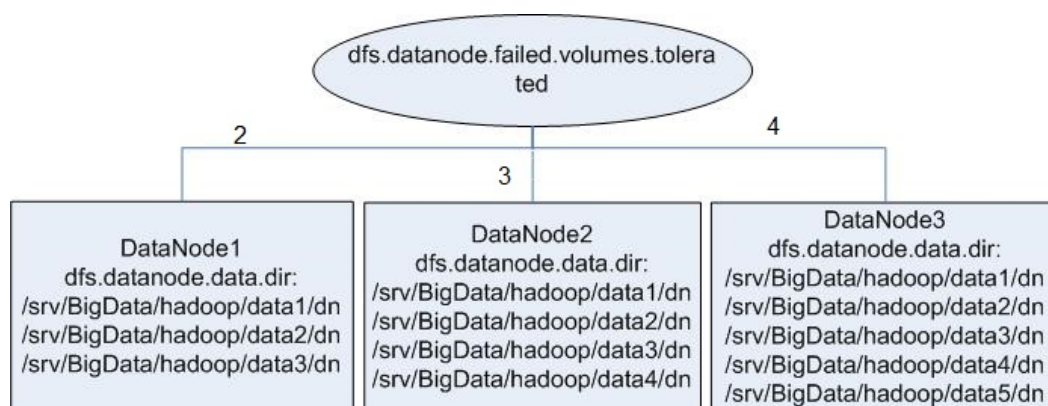 dfs.datanode.failed.volumes.tolera
ted
2
4
3
DataNode1
dfs.datanode.data.dir:
/srv/BigData/hadoop/data1/dn
/srv/BigData/hadoop/data2/dn
/srv/BigData/hadoop/data3/dn
DataNode2
dfs.datanode.data.dir:
/srv/BigData/hadoop/data1/dn
/srv/BigData/hadoop/data2/dn
/srv/BigData/hadoop/data3/dn
/srv/BigData/hadoop/data4/dn
DataNode3
dfs.datanode.data.dir:
/srv/BigData/hadoop/data1/dn
/srv/BigData/hadoop/data2/dn
/srv/BigData/hadoop/data3/dn
/srv/BigData/hadoop/data4/dn
/srv/BigData/hadoop/data5/dn